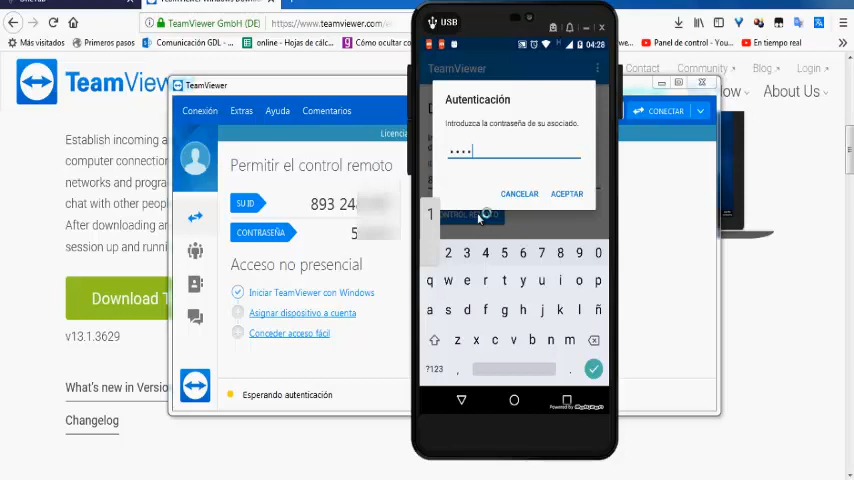 TeamViewer GmbH (DE)
https://www.teamviewer.com
Más visitados
Primeros pasos
Comunicación GDL - ...
online - Hojas de cálc...
Cómo ocultar
Panel de control - ...
En tiempo real
Contact
Community
Blog
Login
About Us
TeamViewer
Establish incoming a
computer connection
networks and progra
chat with other peopl
After downloading a
session up and runni
Download T
v13.1.3629
What's new in Versio
Changelog
TeamViewer
Conexión
Extras
Ayuda
Comentarios
CONECTAR
Licencia
Permitir el control remoto
SU ID
893 24
CONTRASEÑA
5
Acceso no presencial
Iniciar TeamViewer con Windows
Asignar dispositivo a cuenta
Conceder acceso fácil
Esperando autenticación
USB
04:28
TeamViewer
Autenticación
Introduzca la contraseña de su asociado.
••••
CANCELAR
ACEPTAR
1
2 3 4 5 6 7 8 9 0
q w e r t y u i o p
a s d f g h j k l ñ
z x c v b n m
?123 , .
Powered by Mobizen